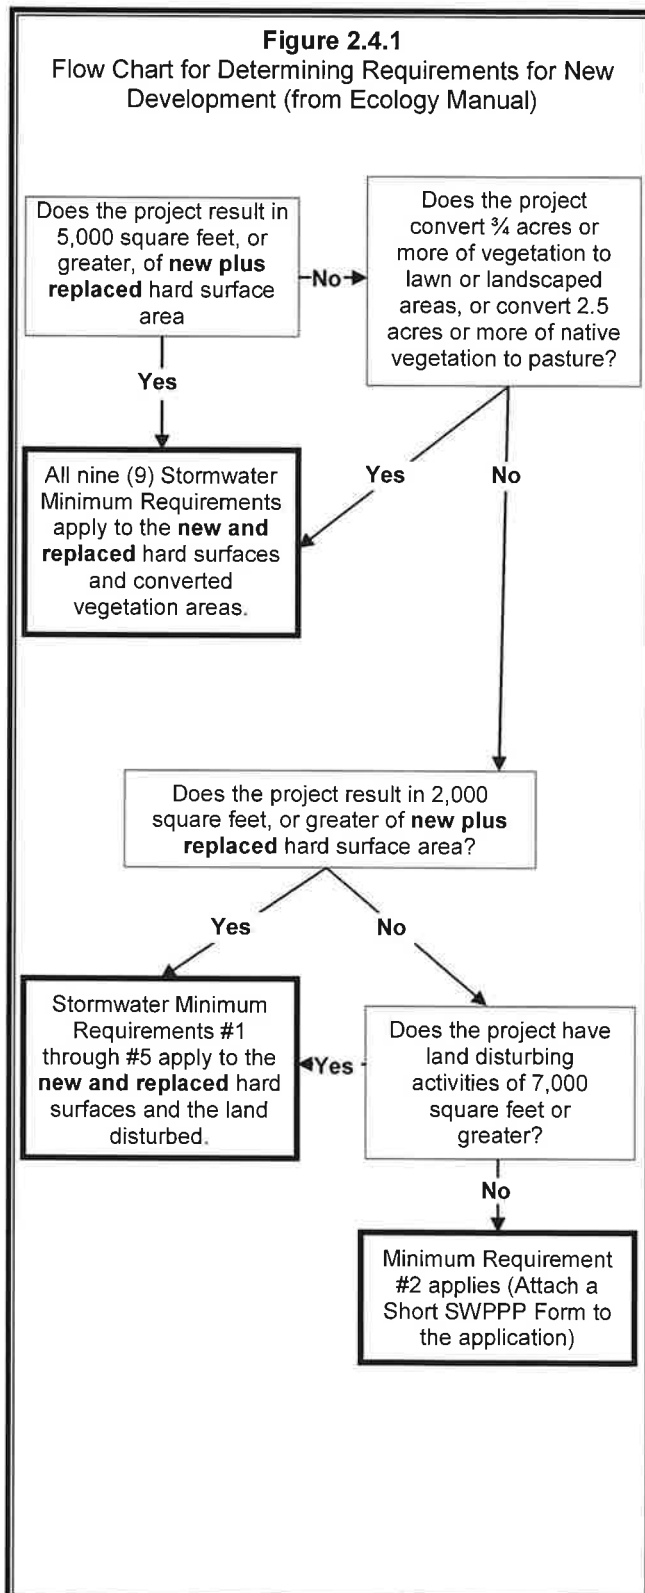 Figure 2.4.1
Flow Chart for Determining Requirements for New
Development (from Ecology Manual)
Does the project result in
5,000 square feet, or
greater, of new plus
replaced hard surface
area
No
Does the project
convert ¾ acres or
more of vegetation to
lawn or landscaped
areas, or convert 2.5
acres or more of native
vegetation to pasture?
Yes
All nine (9) Stormwater
Minimum Requirements
apply to the new and
replaced hard surfaces
and converted
vegetation areas.
Yes
No
Does the project result in 2,000
square feet, or greater of new plus
replaced hard surface area?
Yes
No
Stormwater Minimum
Requirements #1
through #5 apply to the
new and replaced hard
surfaces and the land
disturbed.
Yes
Does the project have
land disturbing
activities of 7,000
square feet or
greater?
No
Minimum Requirement
#2 applies (Attach a
Short SWPPP Form to
the application)